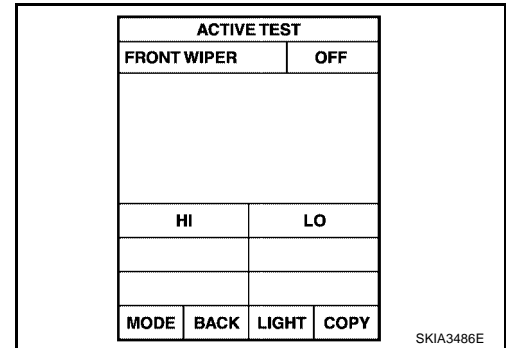 ACTIVE TEST
FRONT WIPER OFF
HI LO
MODE BACK LIGHT COPY
SKIA3486E